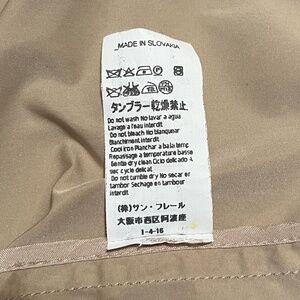 _MADE IN SLOVAKIA
タンブラー乾燥禁止
Do not wash No lavar a agua
Lavage a l'eau interdit
Do not bleach No blanquear
Blanchiment interdit
Cool iron Planchar a baja temp
Repassage a temperature basse
Gentle dry clean Ciclo delicado 4
sec cycle delicat
Do not tumble dry No secar er
tambor Sechage en tambour
interdit
(株)サン・フレール
大阪市西区阿波座
1-4-16